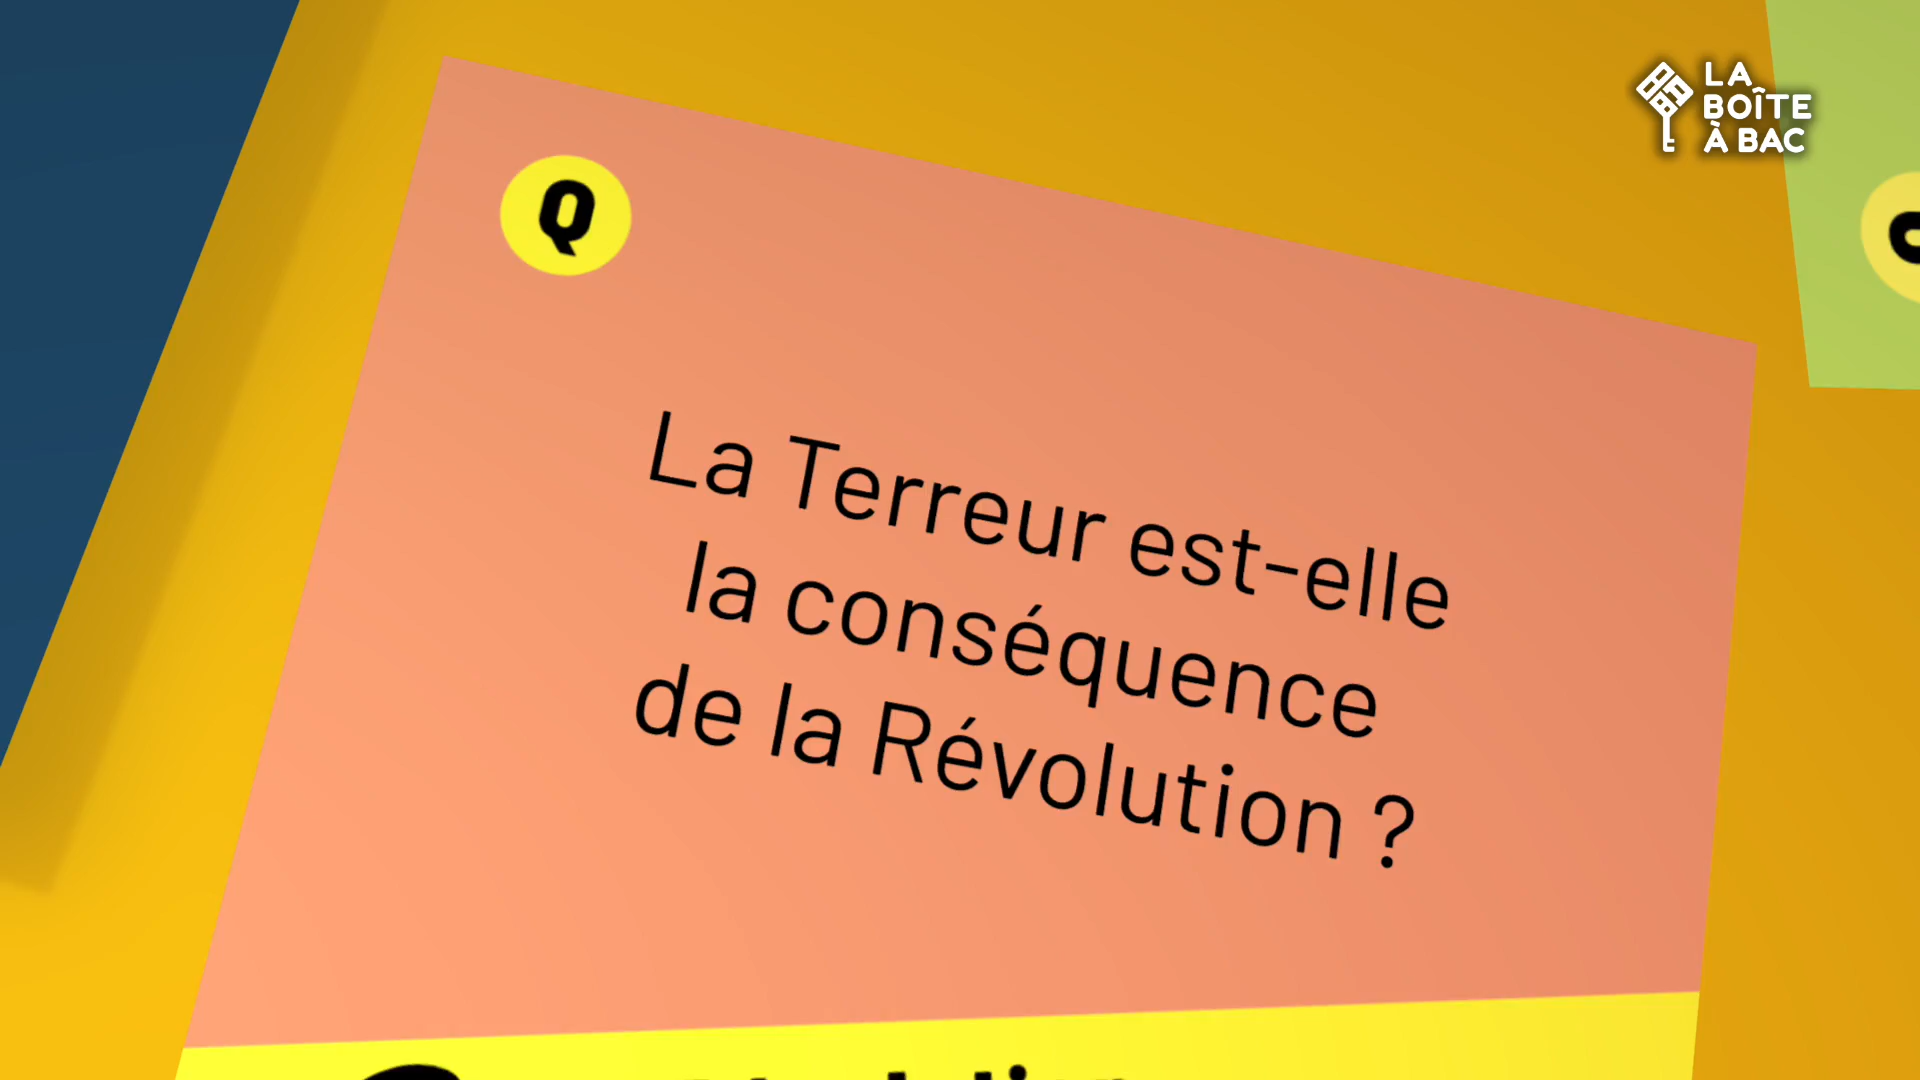 LA
BOÎTE
À BAC
Q
La Terreur est-elle
la conséquence
de la Révolution ?